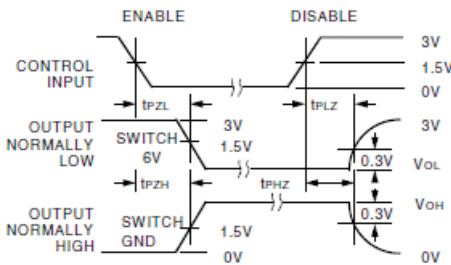 ENABLE DISABLE
3V
CONTROL INPUT 1.5V
0V
tPZL tPLZ
OUTPUT NORMALLY LOW
SWITCH 6V
3V
1.5V
3V
0.3V
VOL
tPZH tPHZ
VOH
0.3V
OUTPUT NORMALLY HIGH
SWITCH GND
1.5V
0V
0V